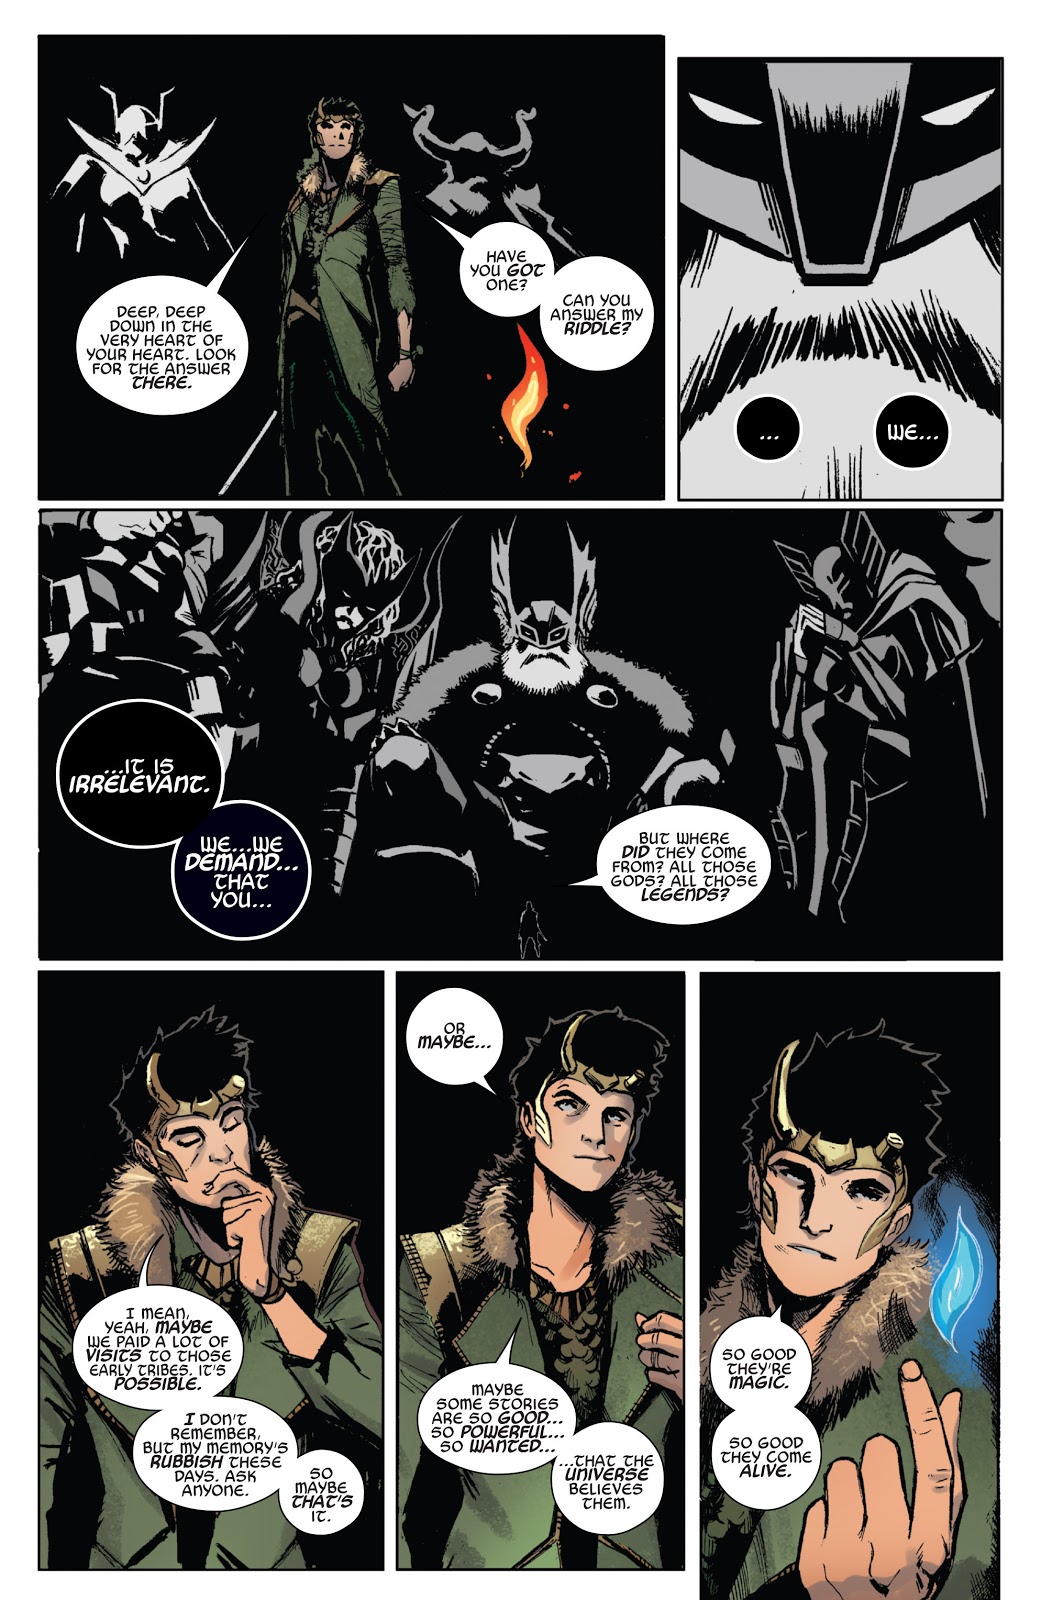 DEEP, DEEP
DOWN IN THE
VERY HEART OF
YOUR HEART. LOOK
FOR THE ANSWER
THERE.
HAVE
YOU GOT
ONE?
CAN YOU
ANSWER MY
RIDDLE?
...
WE...
...IT IS
IRRELEVANT.
WE...WE
DEMAND...
THAT
YOU...
BUT WHERE
DID THEY COME
FROM? ALL THOSE
GODS? ALL THOSE
LEGENDS?
I MEAN,
YEAH, MAYBE
WE PAID A LOT OF
VISITS TO THOSE
EARLY TRIBES. IT'S
POSSIBLE.
I DON'T
REMEMBER,
BUT MY MEMORY'S
RUBBISH THESE
DAYS. ASK
ANYONE.
SO
MAYBE
THAT'S
IT.
OR
MAYBE...
MAYBE
SOME STORIES
ARE SO GOOD...
SO POWERFUL...
SO WANTED...
...THAT THE
UNIVERSE
BELIEVES
THEM.
SO GOOD
THEY'RE
MAGIC.
SO GOOD
THEY COME
ALIVE.